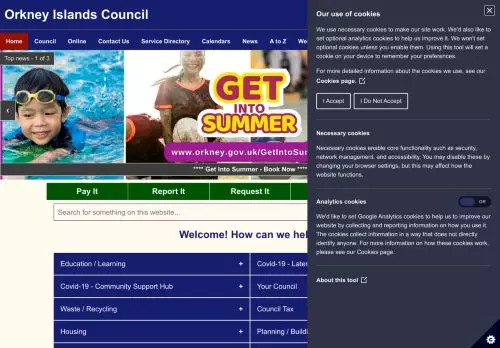 Orkney Islands Council
Home Council Online Contact Us Service Directory Calendars News A to Z
Top news - 1 of 3
GET
INTO
SUMMER
www.orkney.gov.uk/GetIntoSum
**** Get Into Summer - Book Now ****
Pay It Report It Request It
Search for something on this website...
Welcome! How can we hel
Education / Learning +
Covid-19 - Lates
Covid-19 - Community Support Hub +
Your Council
Waste / Recycling +
Council Tax
Housing +
Planning / Buildi
Our use of cookies
We use necessary cookies to make our site work. We'd also like to
set optional analytics cookies to help us improve it. We won't set
optional cookies unless you enable them. Using this tool will set a
cookie on your device to remember your preferences.
For more detailed information about the cookies we use, see our
Cookies page.
I Accept I Do Not Accept
Necessary cookies
Necessary cookies enable core functionality such as security,
network management, and accessibility. You may disable these by
changing your browser settings, but this may affect how the
website functions.
Analytics cookies Off
We'd like to set Google Analytics cookies to help us to improve our
website by collecting and reporting information on how you use it.
The cookies collect information in a way that does not directly
identify anyone. For more information on how these cookies work,
please see our Cookies page.
About this tool